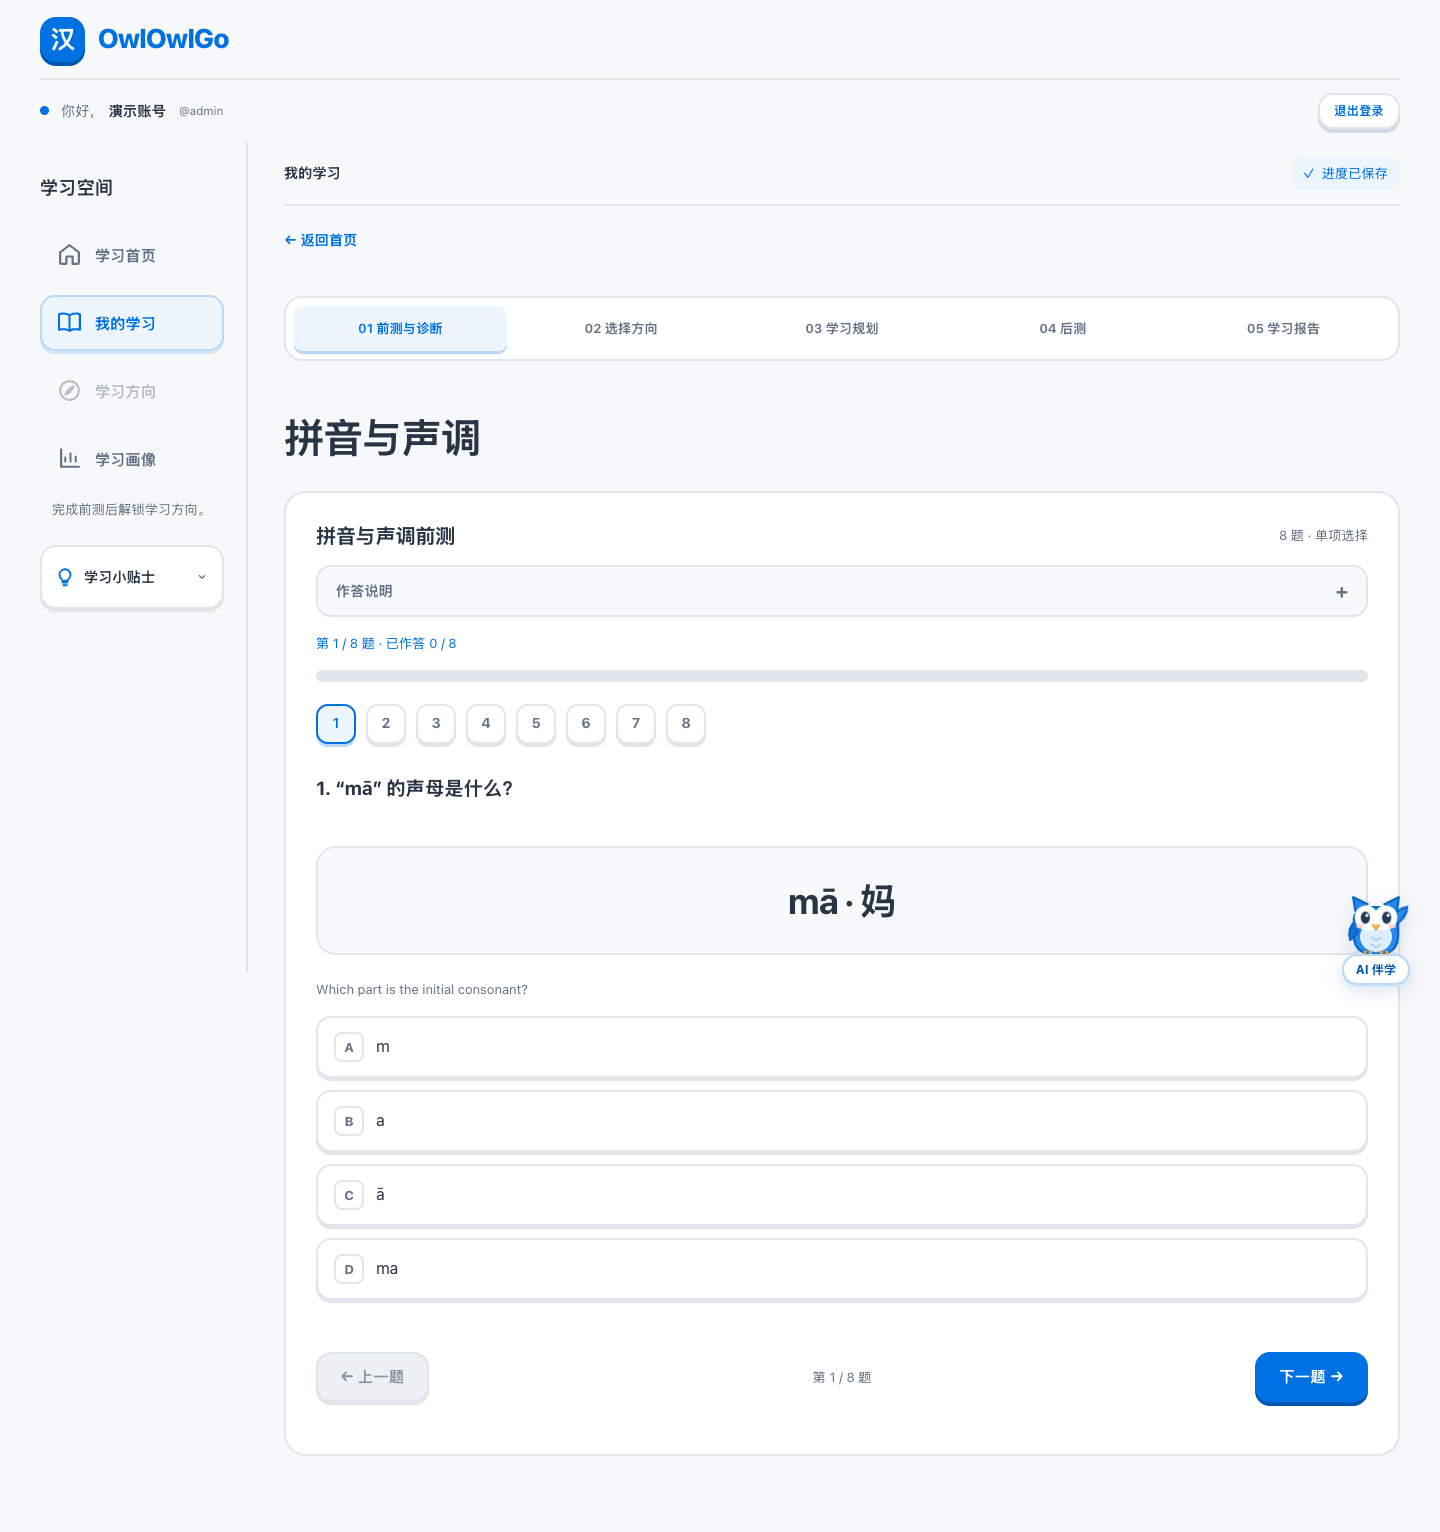 汉 OwlOwlGo
你好， 演示账号 @admin
退出登录
学习空间
学习首页
我的学习
学习方向
学习画像
完成前测后解锁学习方向。
学习小贴士
我的学习
✓ 进度已保存
← 返回首页
01 前测与诊断 02 选择方向 03 学习规划 04 后测 05 学习报告
拼音与声调
拼音与声调前测
8 题 · 单项选择
作答说明 +
第 1 / 8 题 · 已作答 0 / 8
1 2 3 4 5 6 7 8
1. “mā” 的声母是什么?
mā · 妈
Which part is the initial consonant?
A m
B a
C ā
D ma
← 上一题 第 1 / 8 题 下一题 →
AI 伴学